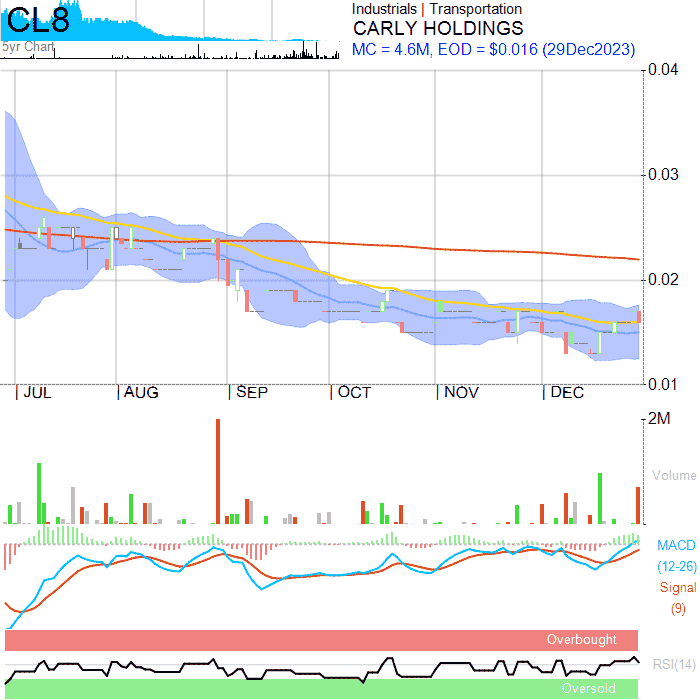 CL8
5yr Chart
Industrials | Transportation
CARLY HOLDINGS
MC = 4.6M, EOD = $0.016 (29Dec2023)
0.04
0.03
0.02
0.01
JUL AUG SEP OCT NOV DEC
2M
Volume
MACD
(12-26)
Signal
(9)
Overbought
RSI(14)
Oversold